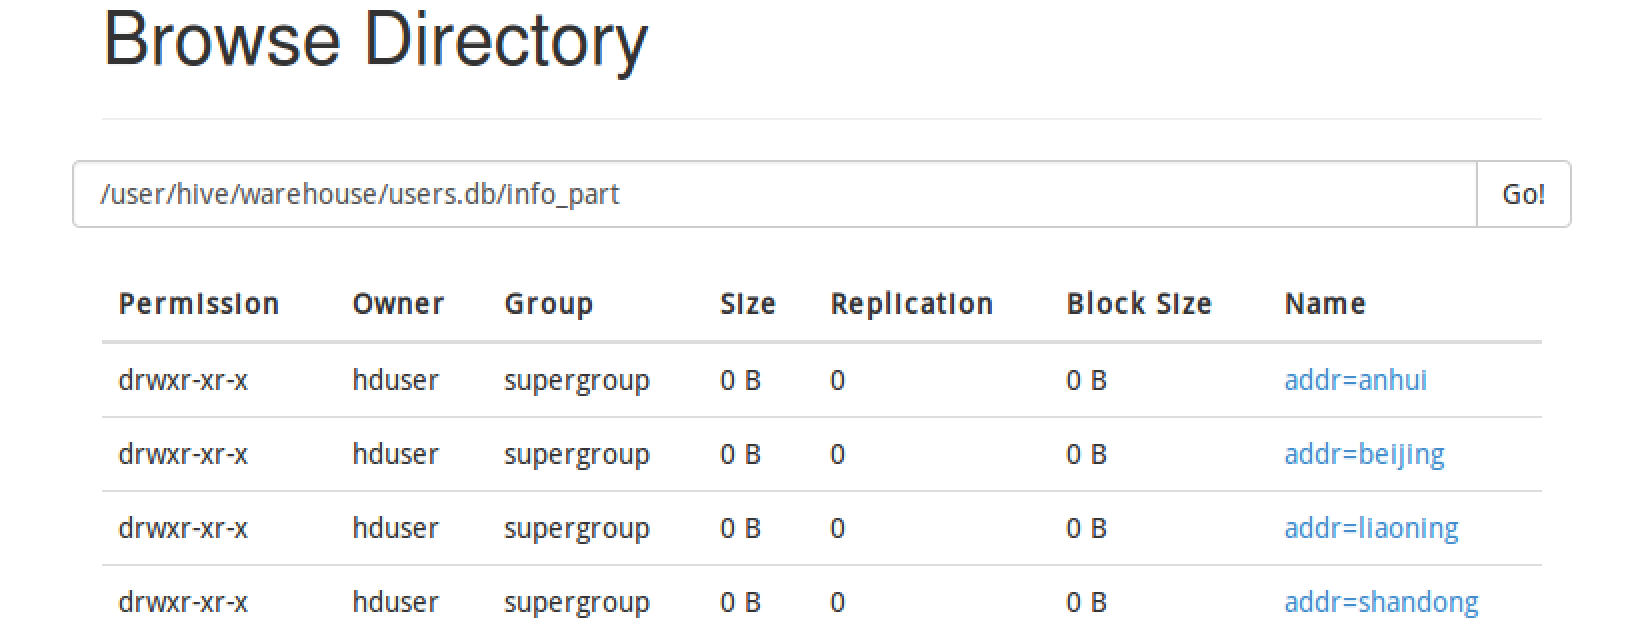 Browse Directory
/user/hive/warehouse/users.db/info_part Go!
Permission Owner Group Size Replication Block Size Name
drwxr-xr-x hduser supergroup 0 B 0 0 B addr=anhui
drwxr-xr-x hduser supergroup 0 B 0 0 B addr=beijing
drwxr-xr-x hduser supergroup 0 B 0 0 B addr=liaoning
drwxr-xr-x hduser supergroup 0 B 0 0 B addr=shandong